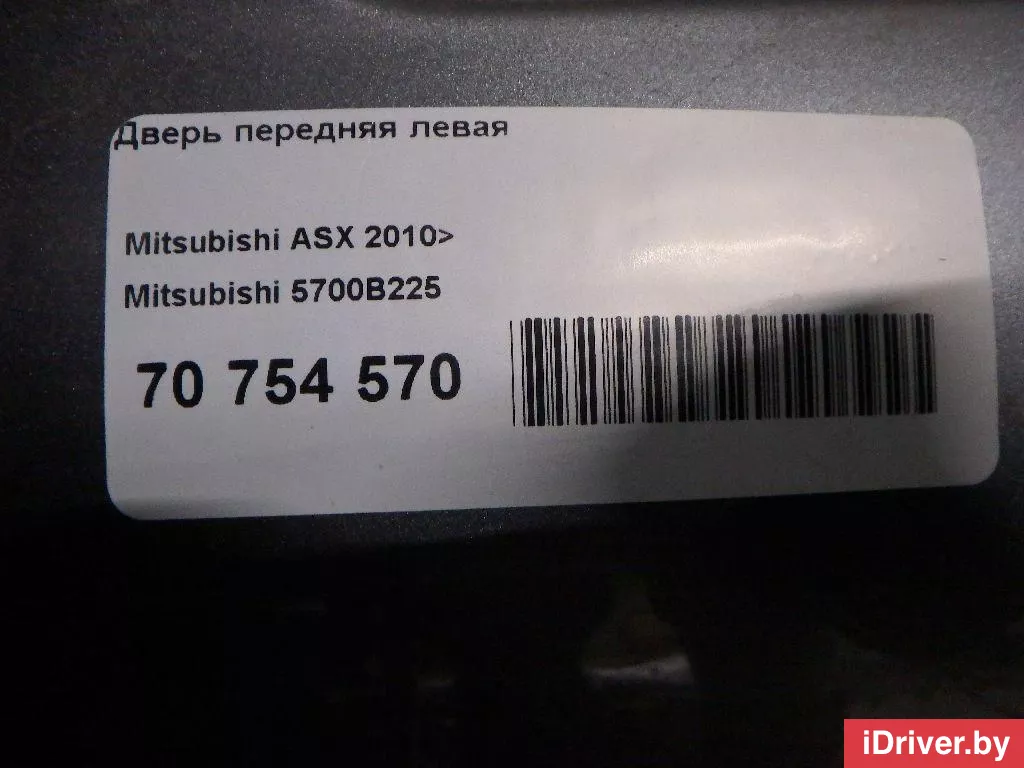 Дверь передняя левая
Mitsubishi ASX 2010>
Mitsubishi 5700B225
70 754 570
iDriver.by